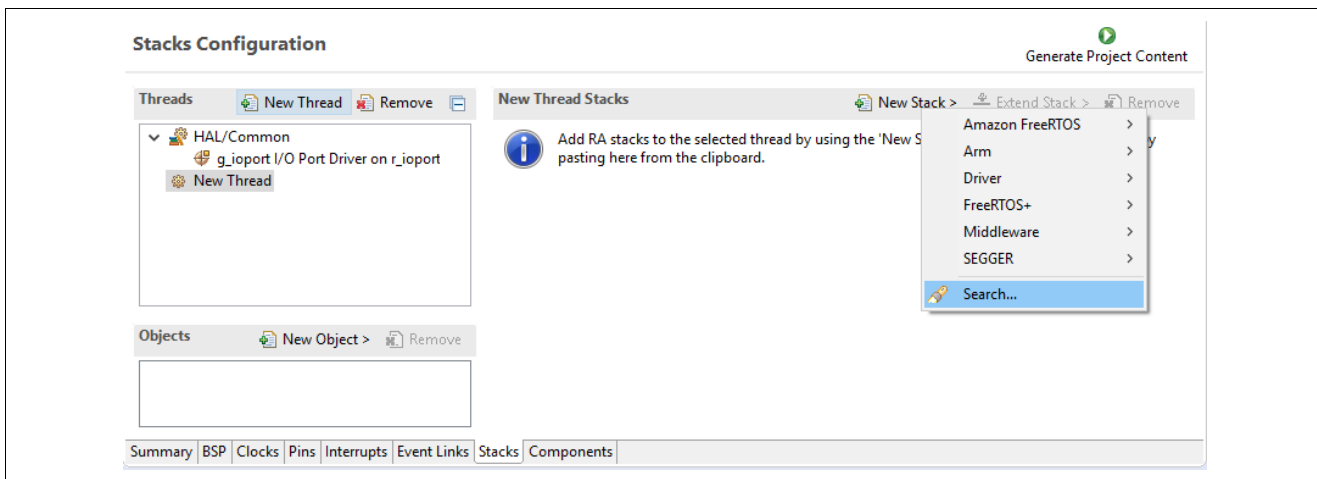 Stacks Configuration
Generate Project Content
Threads
New Thread
Remove
HAL/Common
g_ioport I/O Port Driver on r_ioport
New Thread
Objects
New Object >
Remove
New Thread Stacks
New Stack >
Extend Stack >
Remove
Add RA stacks to the selected thread by using the 'New S
pasting here from the clipboard.
Amazon FreeRTOS
Arm
Driver
FreeRTOS+
Middleware
SEGGER
Search...
Summary BSP Clocks Pins Interrupts Event Links Stacks Components